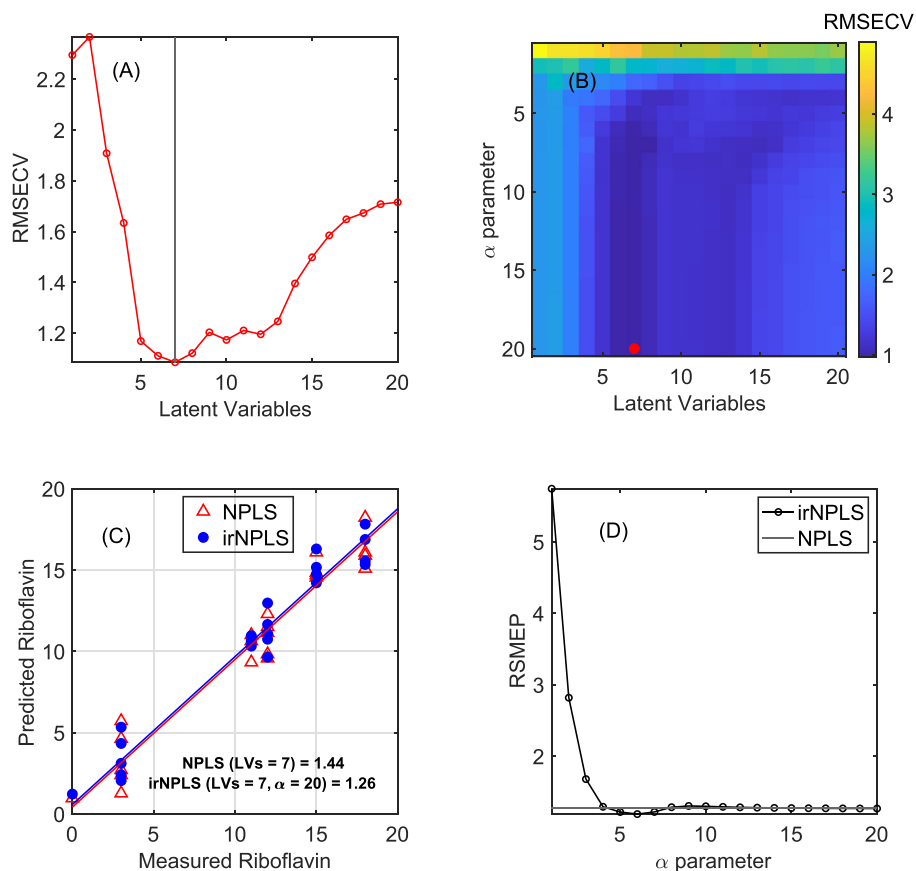 RMSECV
(A)
2.2
2
1.8
1.6
1.4
1.2
RMSECV
5
10
15
20
Latent Variables
(B)
5
10
15
20
α parameter
5
10
15
20
Latent Variables
4
3
2
1
20
15
10
5
0
Predicted Riboflavin
(C)
NPLS
irNPLS
NPLS (LVs = 7) = 1.44
irNPLS (LVs = 7, α = 20) = 1.26
0
5
10
15
20
Measured Riboflavin
(D)
irNPLS
NPLS
5
4
3
2
RSMEP
5
10
15
20
α parameter